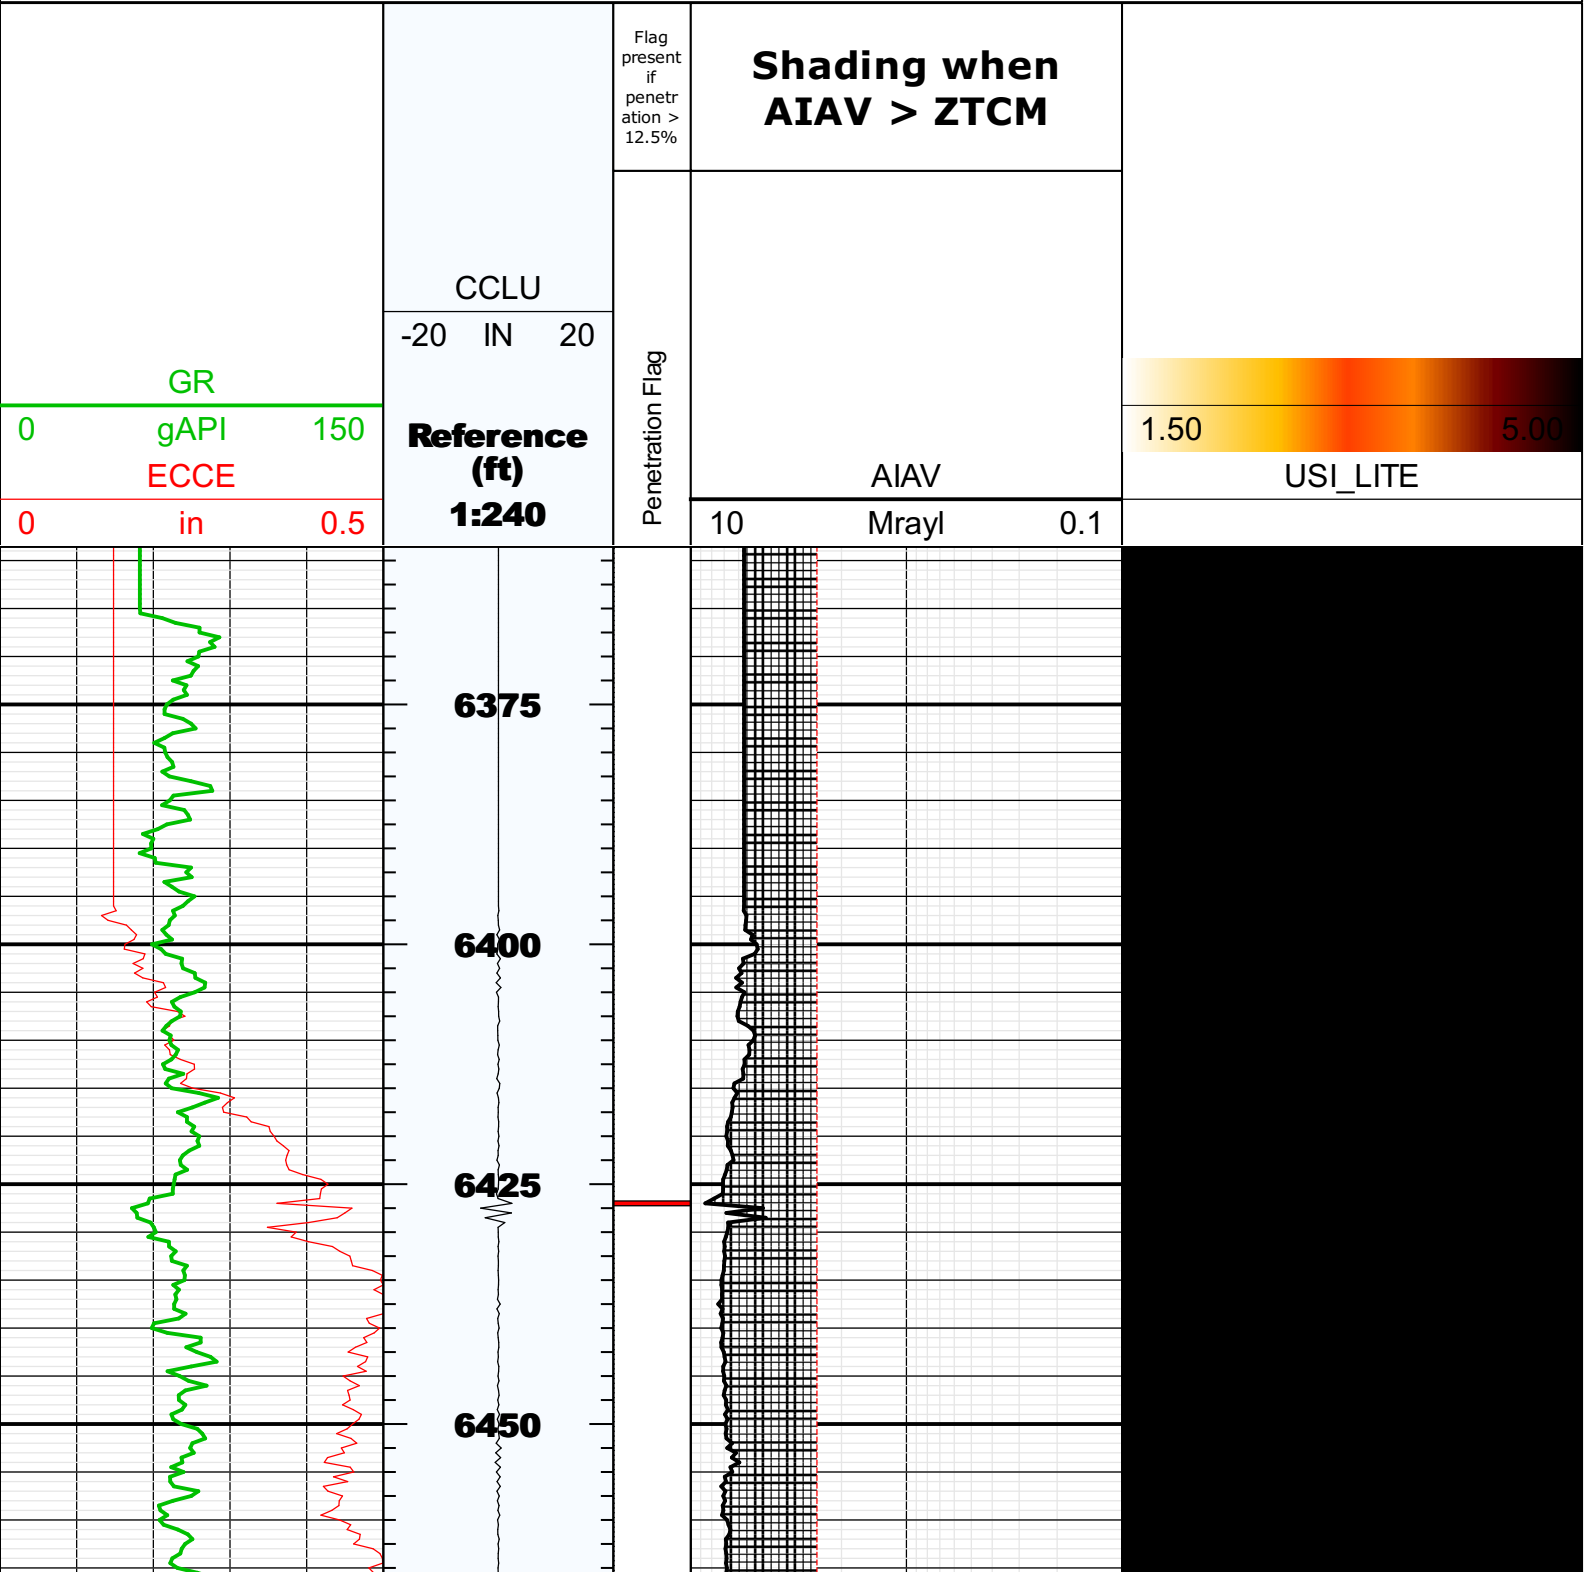 Flag
present
if
penetr
ation >
12.5%
Shading when
AIAV > ZTCM
CCLU
-20 IN 20
GR
0 gAPI 150
ECCE
0 in 0.5
Reference
(ft)
1:240
Penetration Flag
AIAV
10 Mrayl 0.1
1.50 5.00
USI_LITE
6375
6400
6425
6450